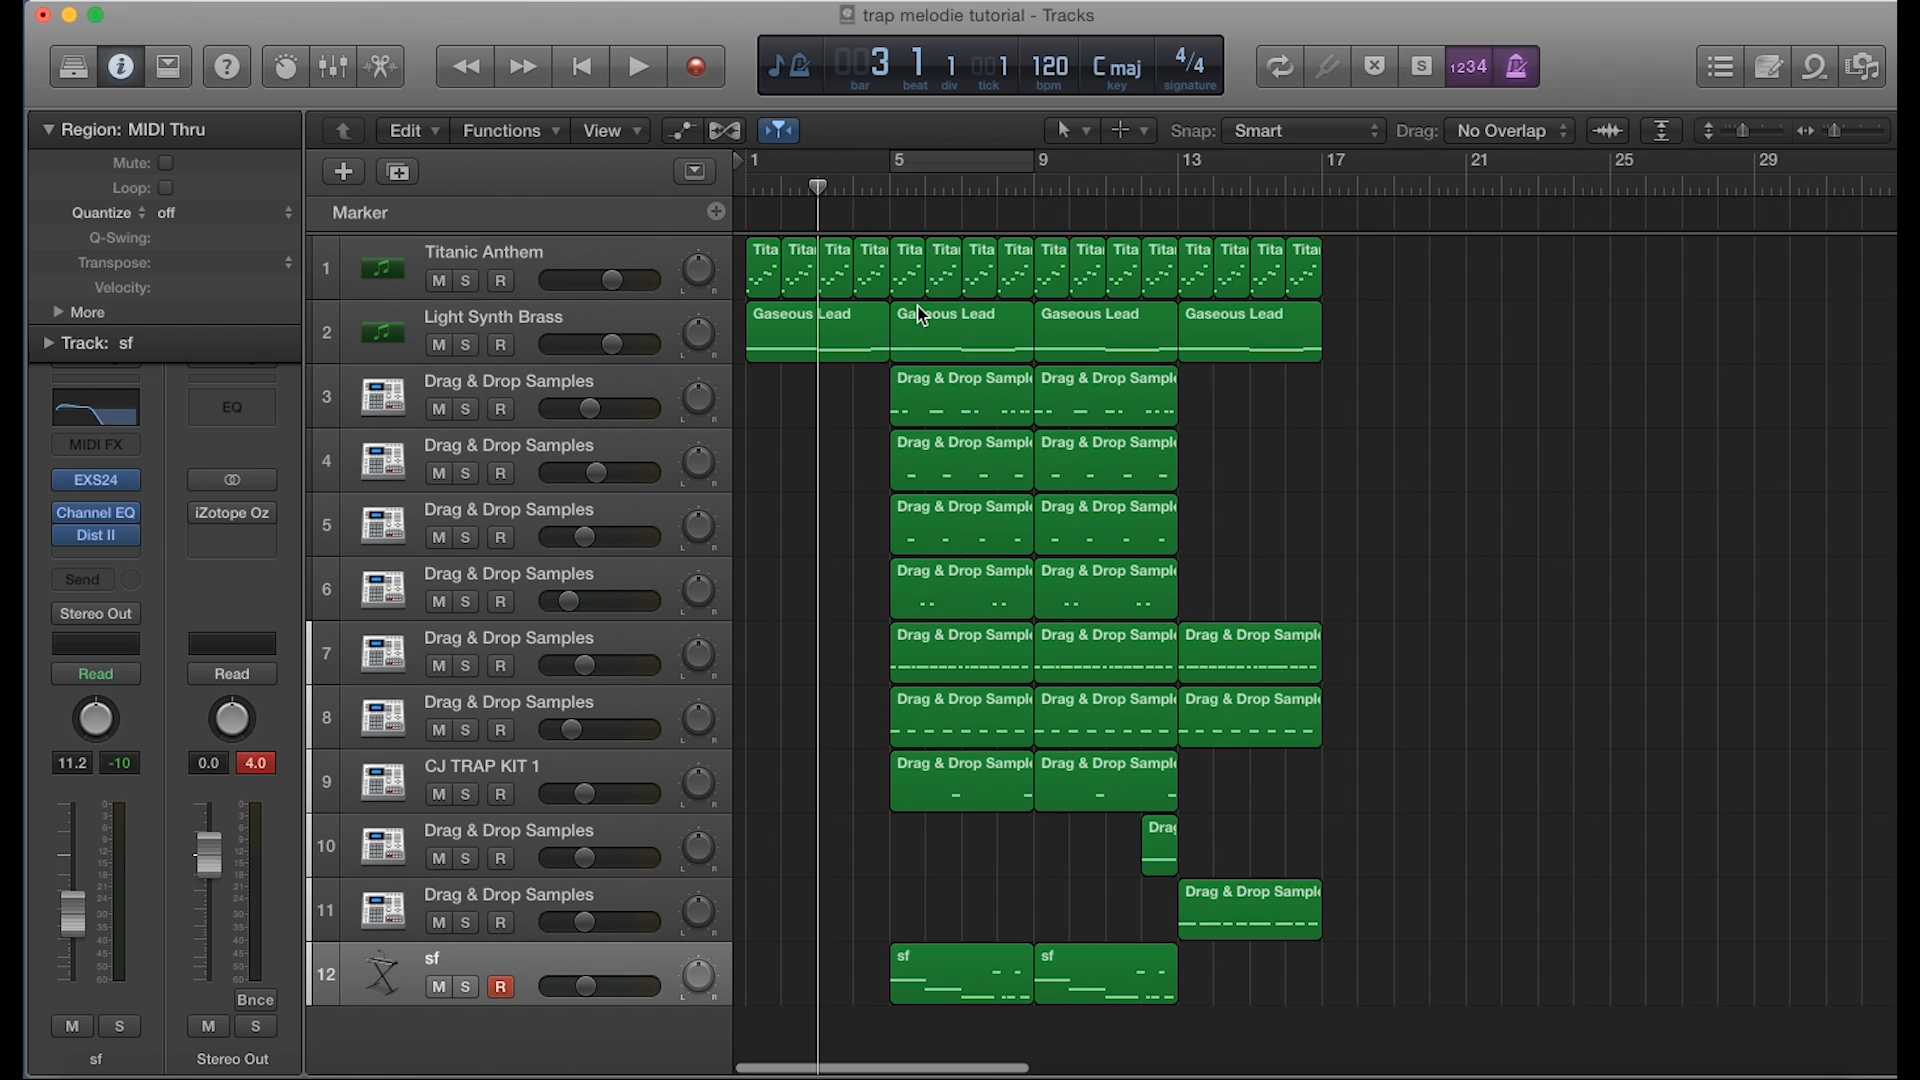 trap melodie tutorial - Tracks
1234
003 1 1 001 120 C maj 4/4
bar beat div tick bpm key signature
S
Region: MIDI Thru
Edit Functions View
Snap: Smart Drag: No Overlap
1 5 9 13 17 21 25 29
Mute:
Loop:
Quantize off
Q-Swing:
Transpose:
Velocity:
More
Track: sf
Marker
1 Titanic Anthem
M S R
Tita Titar Tita Titar Tita Titar Tita Titar Tita Titar Tita Titar Tita Titar Tita Titar
2 Light Synth Brass
M S R
Gaseous Lead Gaseous Lead Gaseous Lead Gaseous Lead
3 Drag & Drop Samples
M S R
Drag & Drop Sample Drag & Drop Sample
4 Drag & Drop Samples
M S R
Drag & Drop Sample Drag & Drop Sample
5 Drag & Drop Samples
M S R
Drag & Drop Sample Drag & Drop Sample
6 Drag & Drop Samples
M S R
Drag & Drop Sample Drag & Drop Sample
7 Drag & Drop Samples
M S R
Drag & Drop Sample Drag & Drop Sample Drag & Drop Sample
8 Drag & Drop Samples
M S R
Drag & Drop Sample Drag & Drop Sample Drag & Drop Sample
9 CJ TRAP KIT 1
M S R
Drag & Drop Sample Drag & Drop Sample
10 Drag & Drop Samples
M S R
Drag
11 Drag & Drop Samples
M S R
Drag & Drop Sample
12 sf
M S R
sf sf
EQ
MIDI FX
EXS24
Channel EQ iZotope Oz
Dist II
Send
Stereo Out
Read Read
11.2 -10 0.0 4.0
Bnce
M S M S
sf Stereo Out